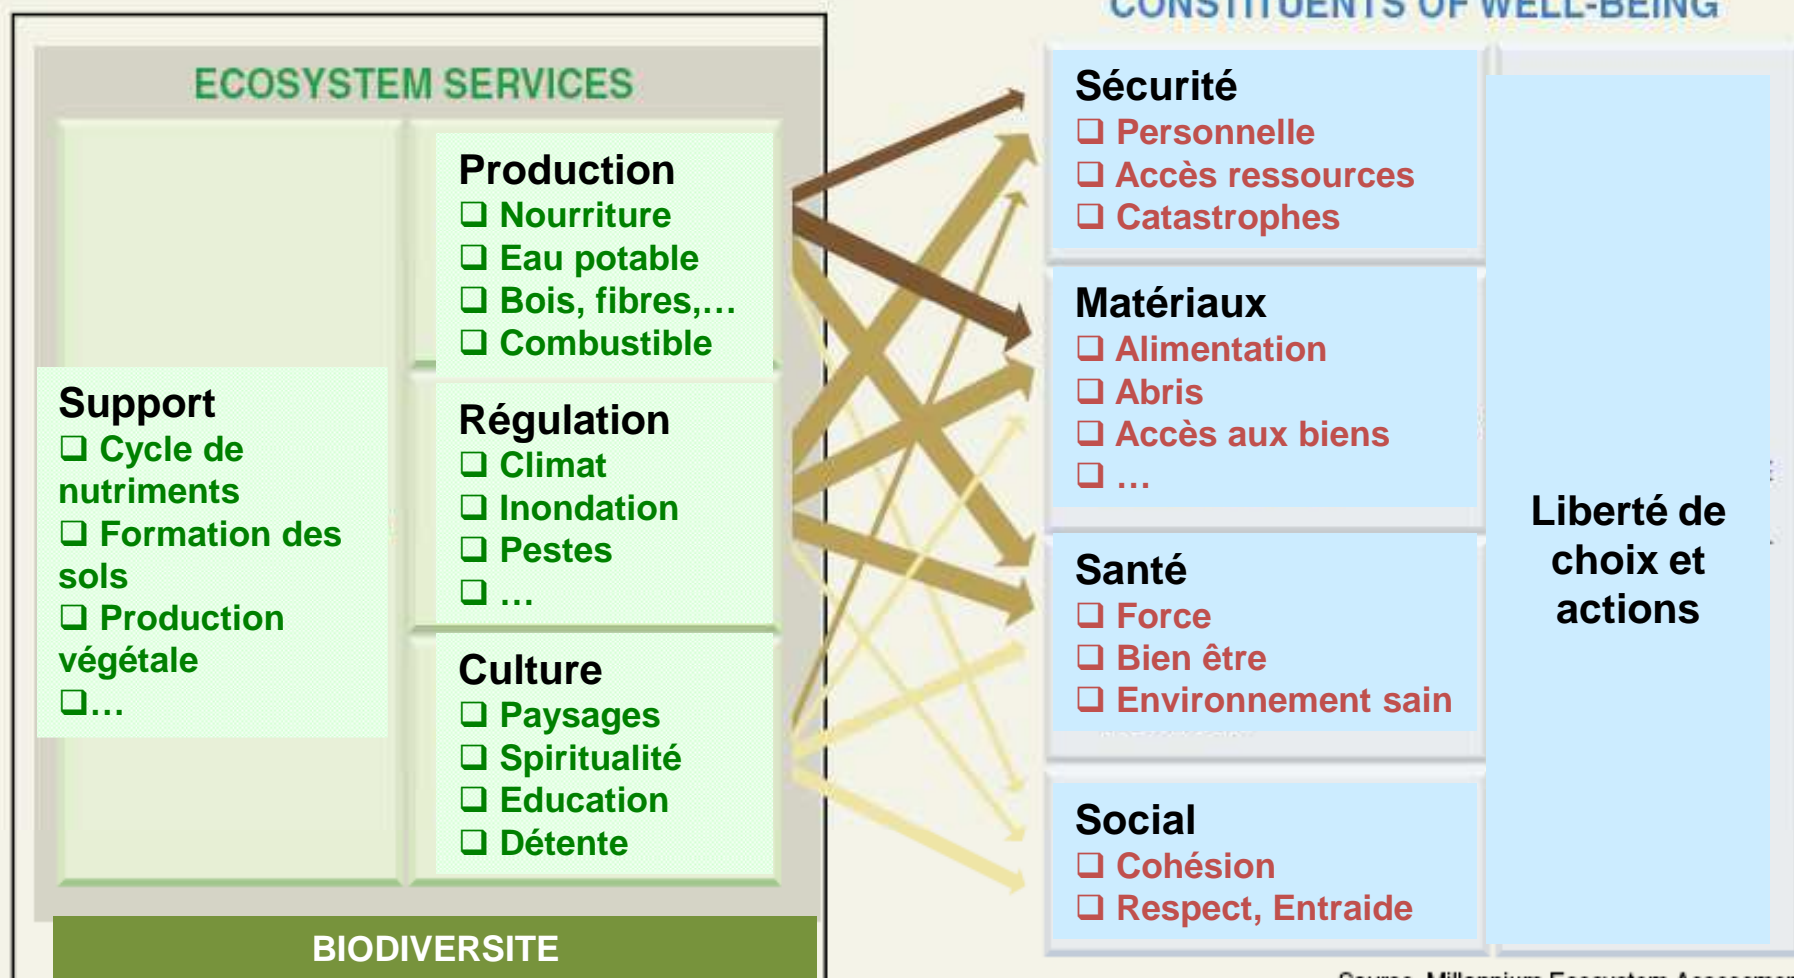 CONSTITUENTS OF WELL-BEING
ECOSYSTEM SERVICES
Support
❑ Cycle de
nutriments
❑ Formation des
sols
❑ Production
végétale
❑…
Production
❑ Nourriture
❑ Eau potable
❑ Bois, fibres,…
❑ Combustible
Régulation
❑ Climat
❑ Inondation
❑ Pestes
❑ …
Culture
❑ Paysages
❑ Spiritualité
❑ Education
❑ Détente
BIODIVERSITE
Sécurité
❑ Personnelle
❑ Accès ressources
❑ Catastrophes
Matériaux
❑ Alimentation
❑ Abris
❑ Accès aux biens
❑ …
Santé
❑ Force
❑ Bien être
❑ Environnement sain
Social
❑ Cohésion
❑ Respect, Entraide
Liberté de
choix et
actions
Source: Millennium Ecosystem